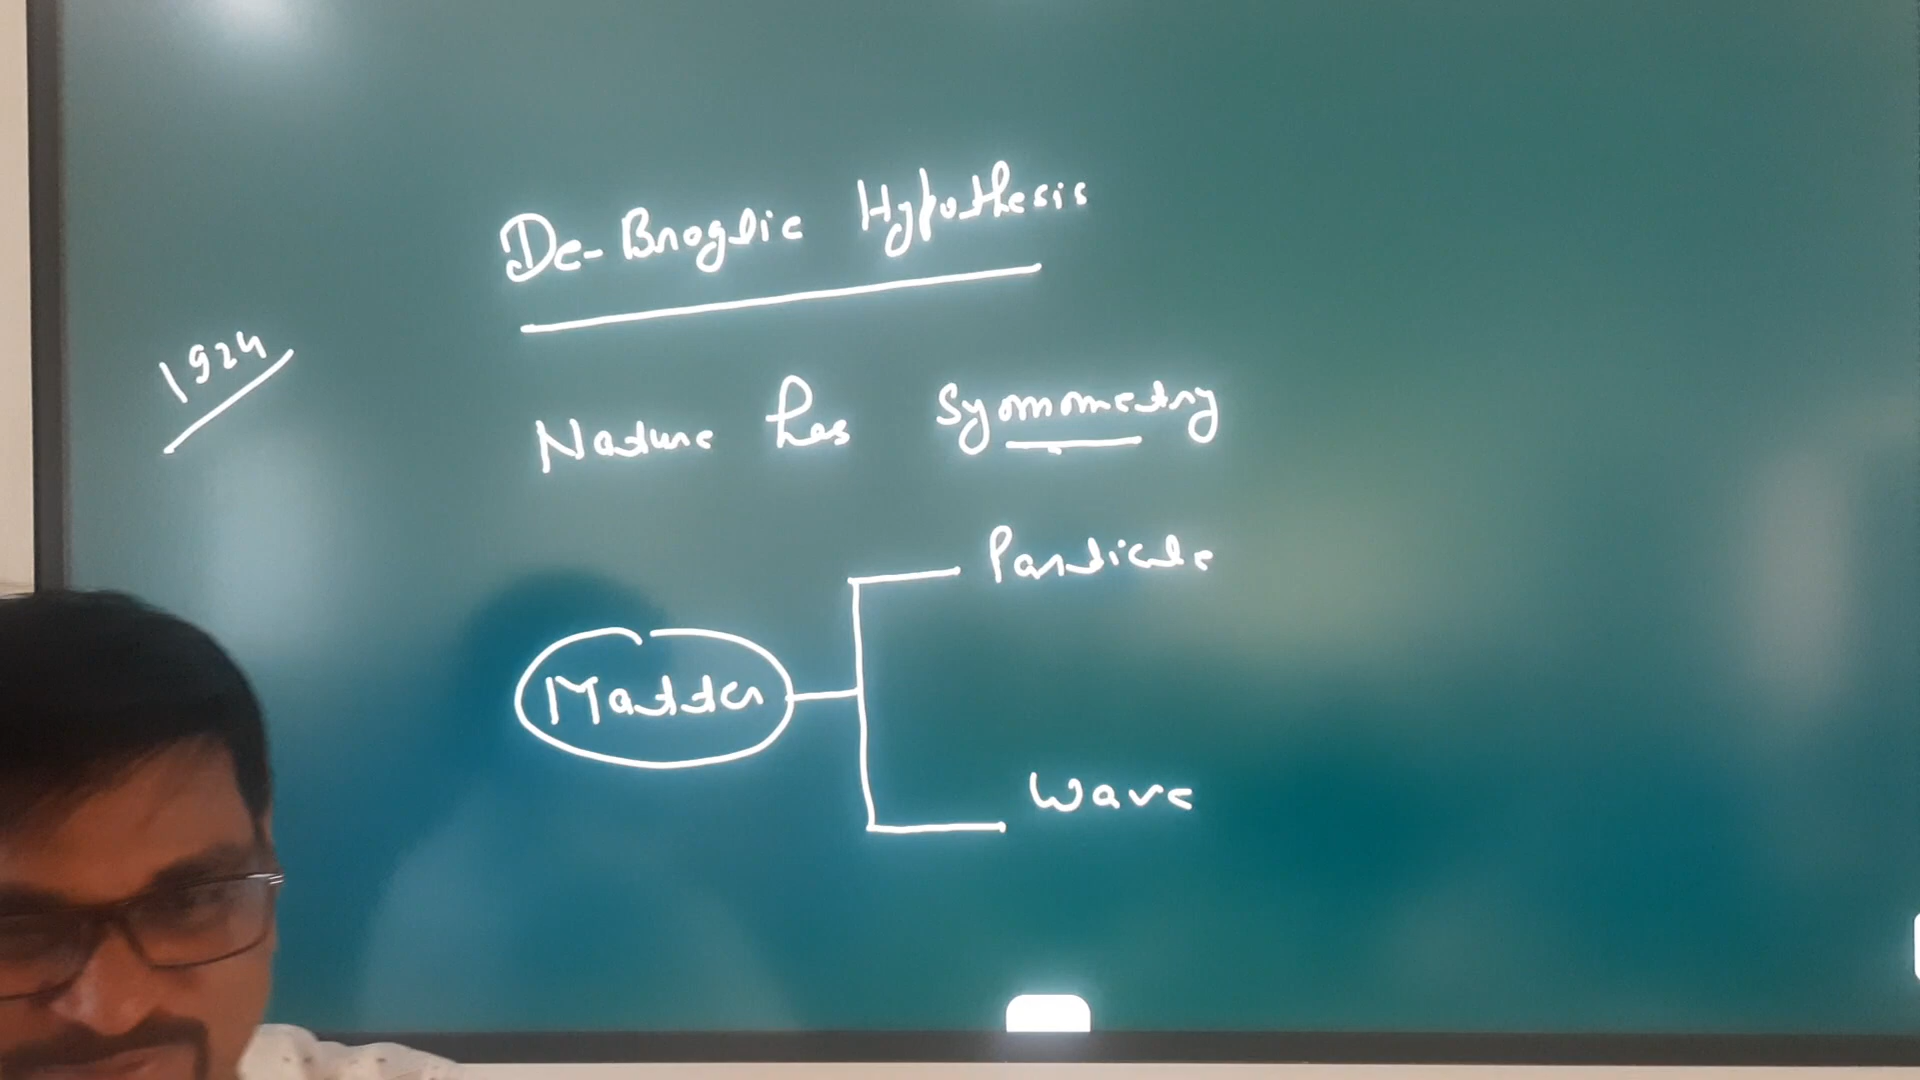 De-Broglie Hypothesis
1924
Nature has Symmetry
Particle
Matter
Wave